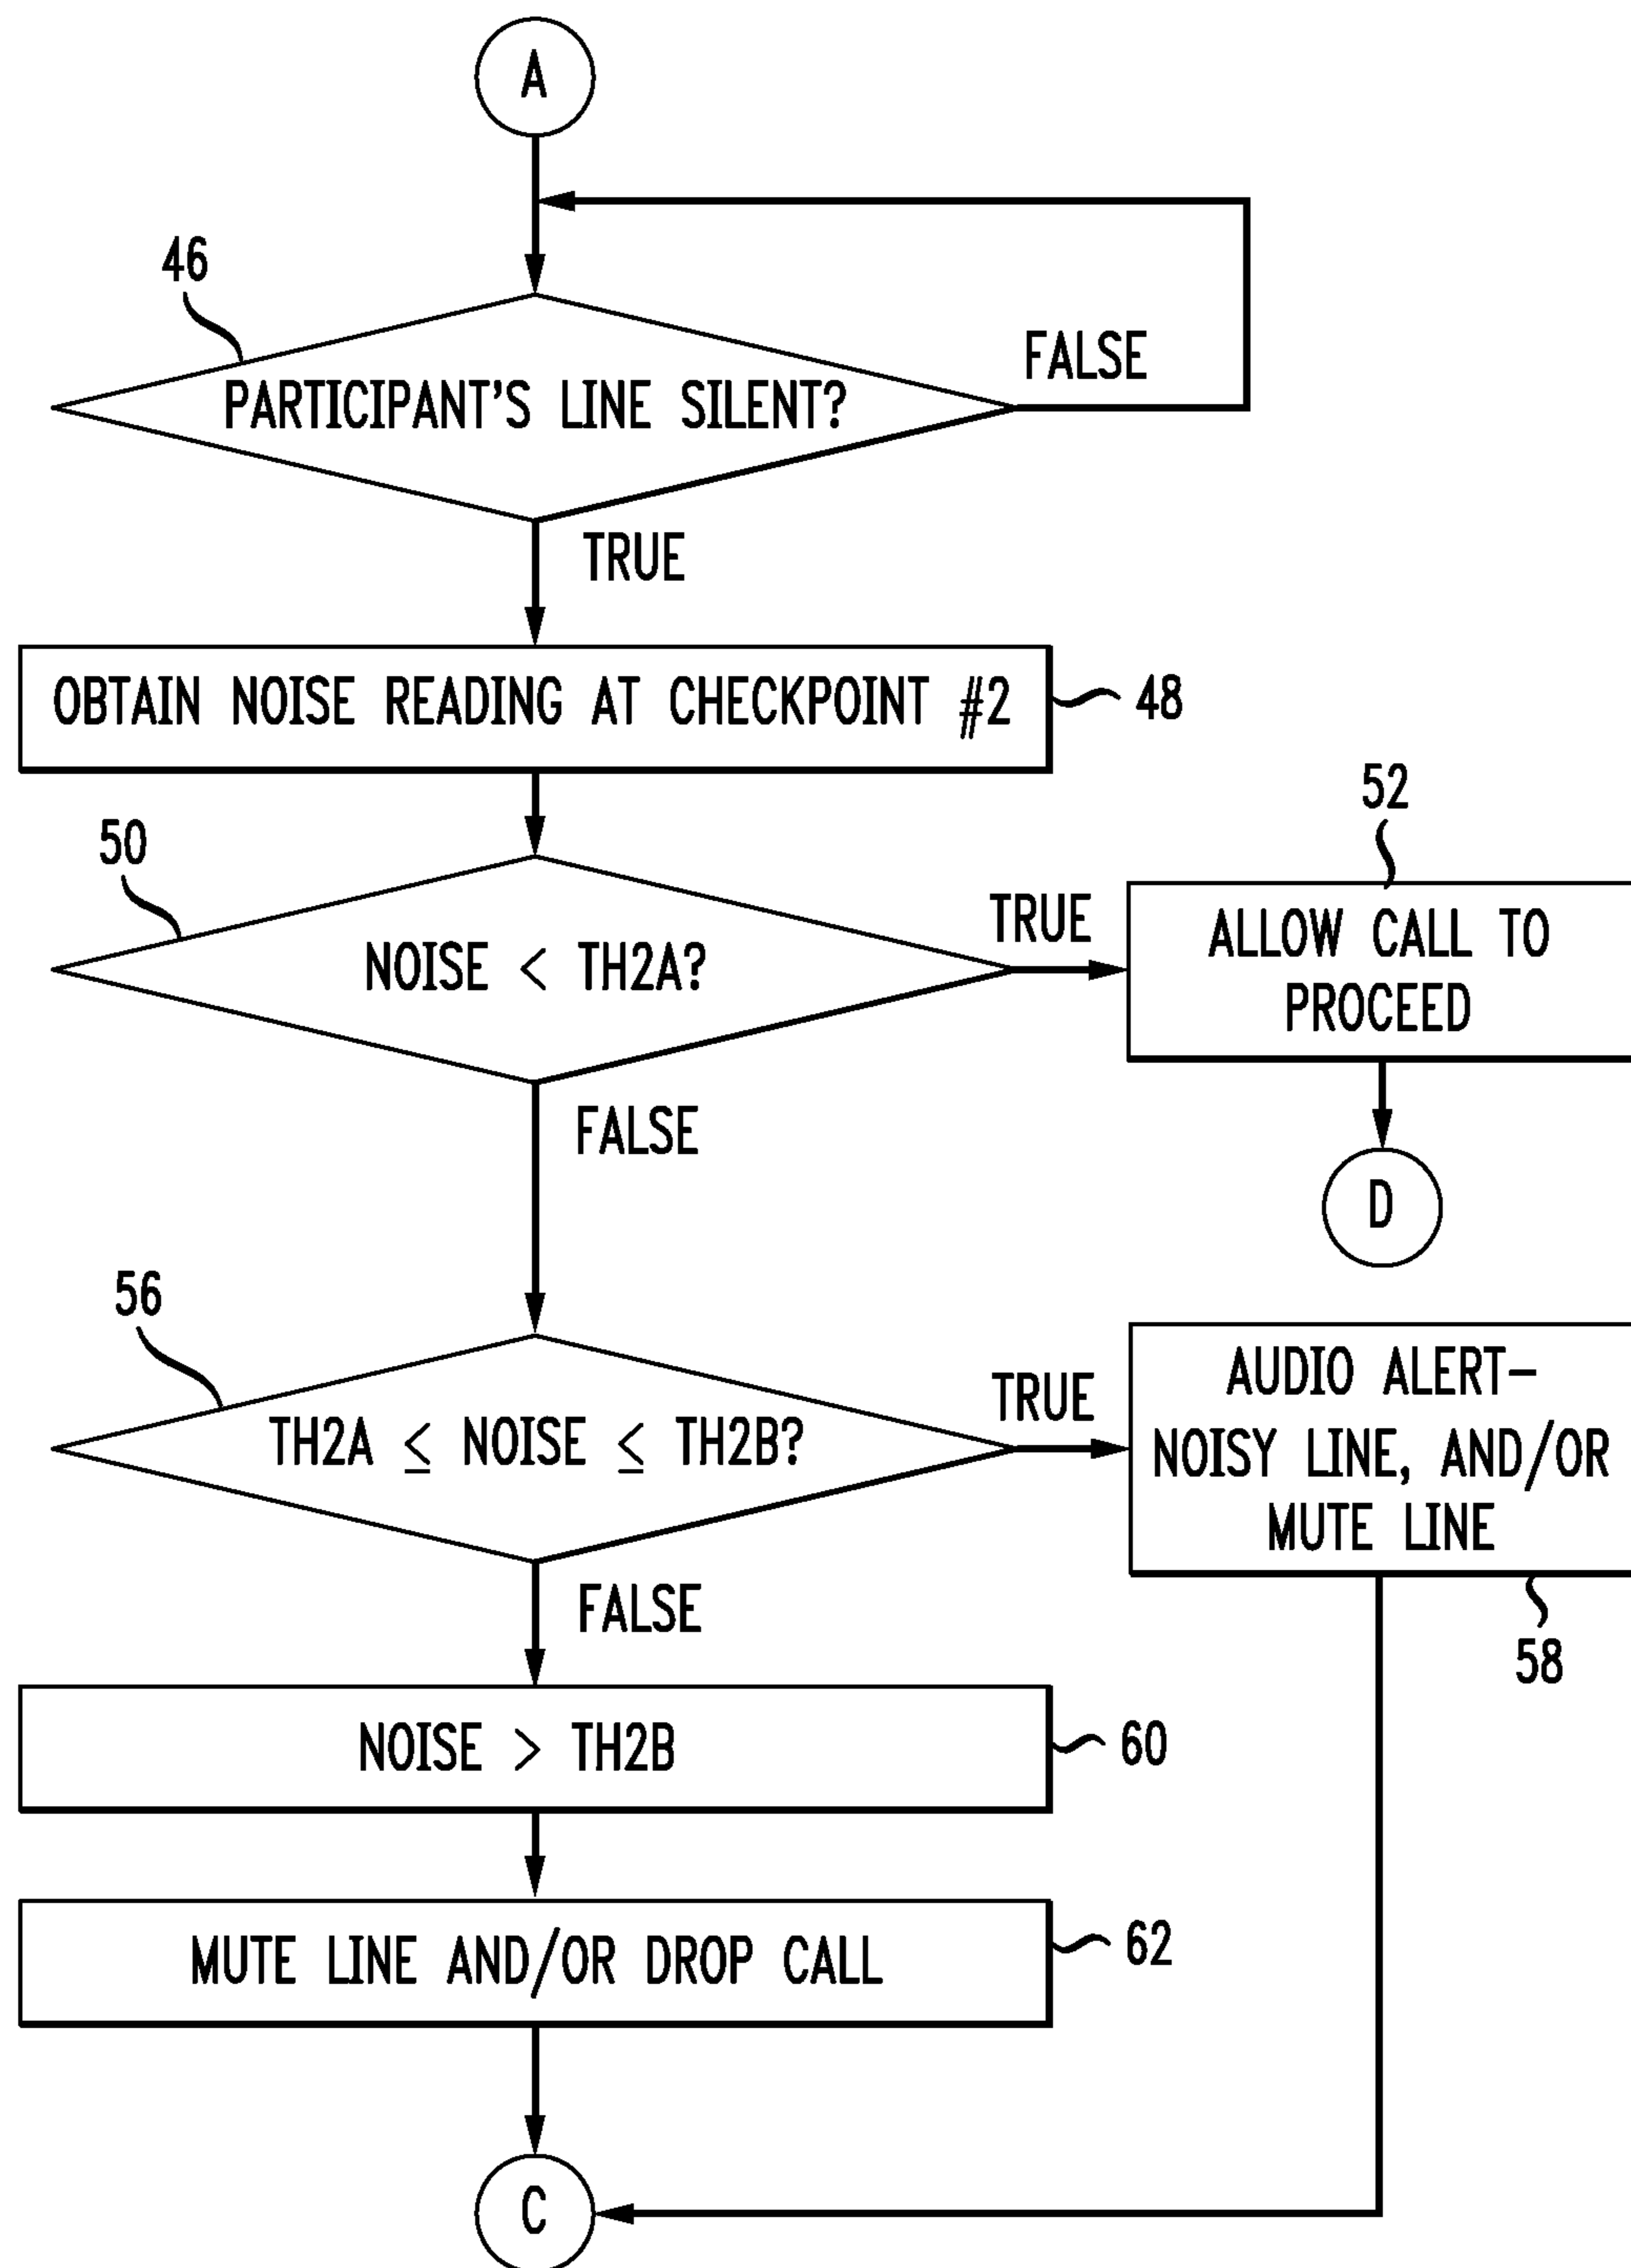 A
46
PARTICIPANT'S LINE SILENT?
FALSE
TRUE
OBTAIN NOISE READING AT CHECKPOINT #2
48
50
NOISE < TH2A?
TRUE
52
ALLOW CALL TO
PROCEED
FALSE
D
56
TH2A ≤ NOISE ≤ TH2B?
TRUE
AUDIO ALERT-
NOISY LINE, AND/OR
MUTE LINE
58
FALSE
NOISE > TH2B
60
MUTE LINE AND/OR DROP CALL
62
C